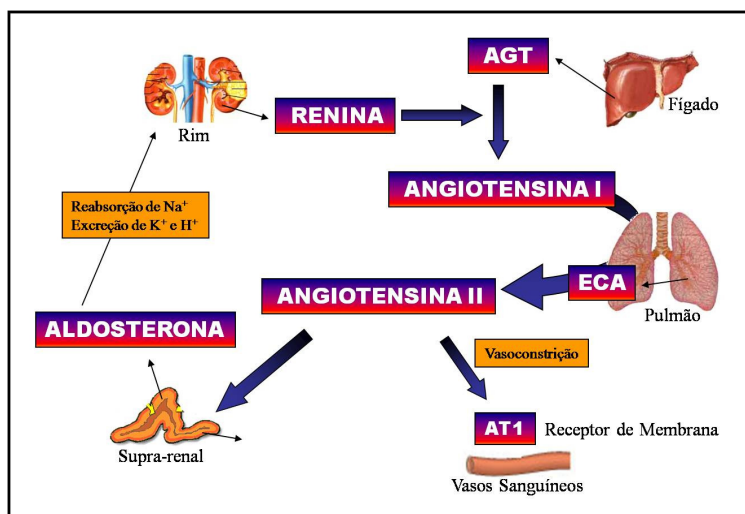 AGT
Fígado
Rim
RENINA
ANGIOTENSINA I
Reabsorção de Na⁺
Excreção de K⁺ e H⁺
ECA
Pulmão
ANGIOTENSINA II
ALDOSTERONA
Vasoconstrição
AT1
Receptor de Membrana
Supra-renal
Vasos Sanguíneos